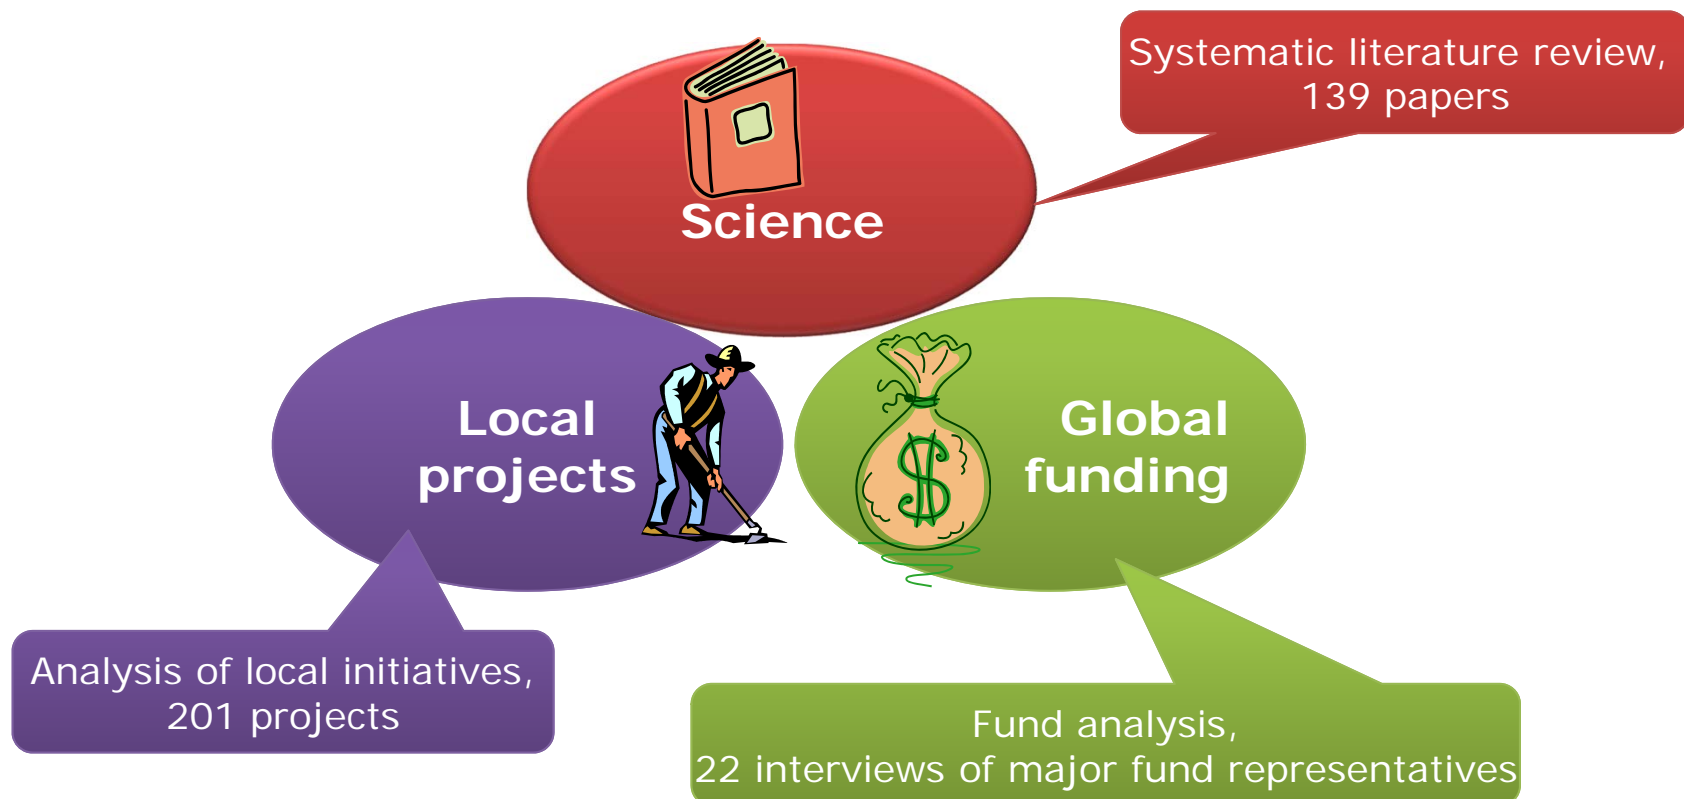 Systematic literature review,
139 papers
Science
Local
projects
Global
funding
Analysis of local initiatives,
201 projects
Fund analysis,
22 interviews of major fund representatives